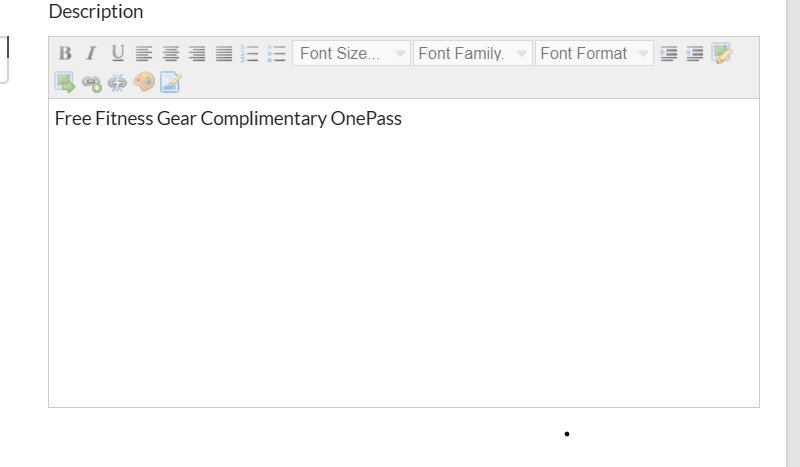 Description
B I U Font Size... Font Family. Font Format
Free Fitness Gear Complimentary OnePass